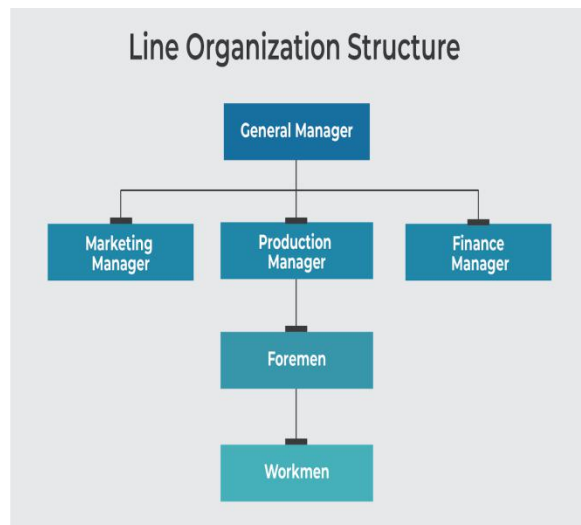 Line Organization Structure
General Manager
Marketing
Manager
Production
Manager
Finance
Manager
Foremen
Workmen